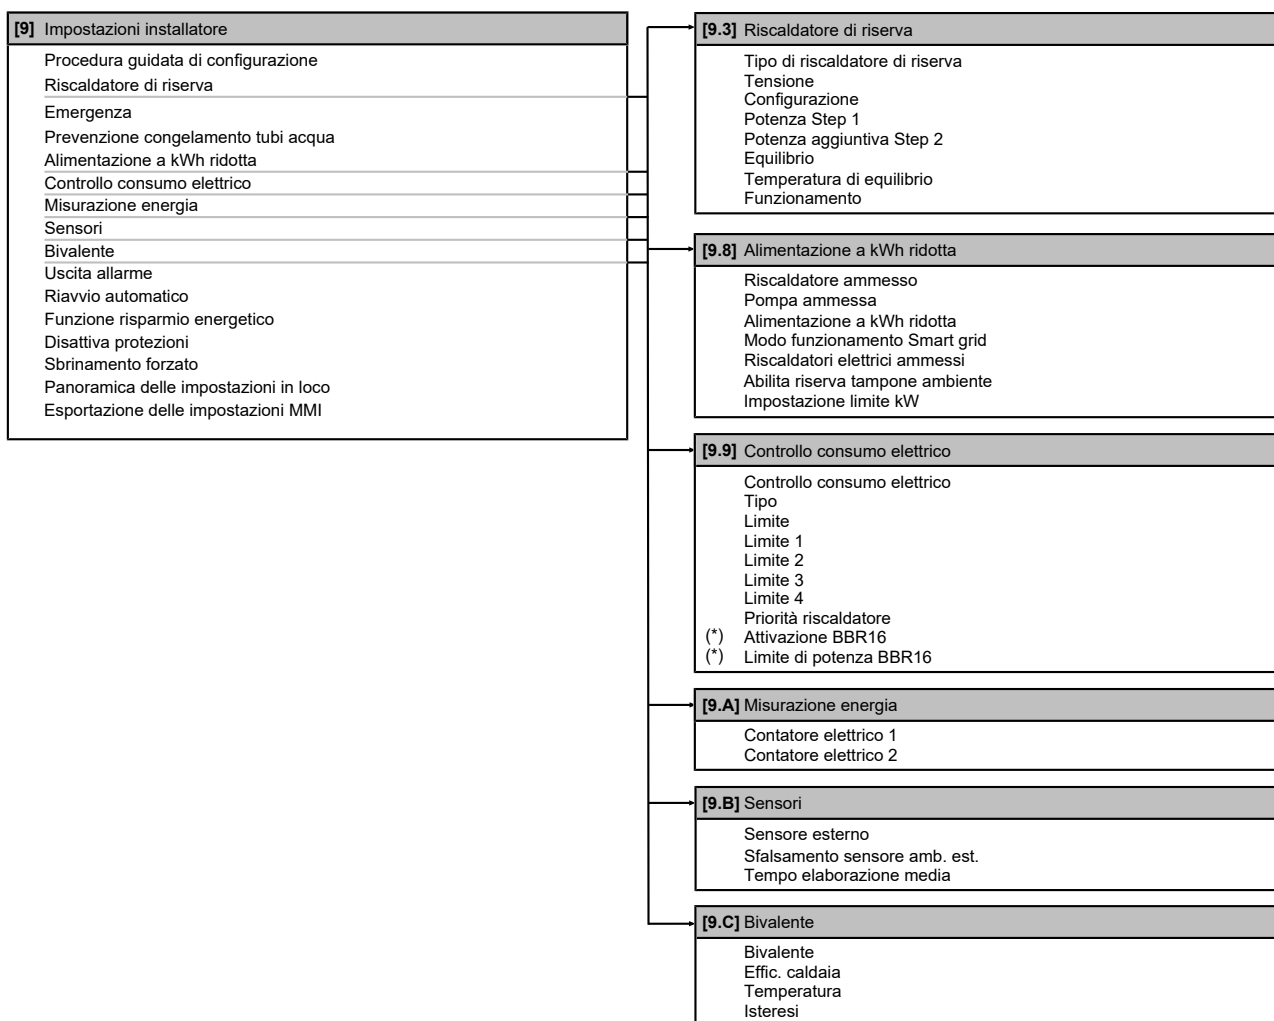 [9] Impostazioni installatore
Procedura guidata di configurazione
Riscaldatore di riserva
Emergenza
Prevenzione congelamento tubi acqua
Alimentazione a kWh ridotta
Controllo consumo elettrico
Misurazione energia
Sensori
Bivalente
Uscita allarme
Riavvio automatico
Funzione risparmio energetico
Disattiva protezioni
Sbrinamento forzato
Panoramica delle impostazioni in loco
Esportazione delle impostazioni MMI
[9.3] Riscaldatore di riserva
Tipo di riscaldatore di riserva
Tensione
Configurazione
Potenza Step 1
Potenza aggiuntiva Step 2
Equilibrio
Temperatura di equilibrio
Funzionamento
[9.8] Alimentazione a kWh ridotta
Riscaldatore ammesso
Pompa ammessa
Alimentazione a kWh ridotta
Modo funzionamento Smart grid
Riscaldatori elettrici ammessi
Abilita riserva tampone ambiente
Impostazione limite kW
[9.9] Controllo consumo elettrico
Controllo consumo elettrico
Tipo
Limite
Limite 1
Limite 2
Limite 3
Limite 4
Priorità riscaldatore
(*) Attivazione BBR16
(*) Limite di potenza BBR16
[9.A] Misurazione energia
Contatore elettrico 1
Contatore elettrico 2
[9.B] Sensori
Sensore esterno
Sfalsamento sensore amb. est.
Tempo elaborazione media
[9.C] Bivalente
Bivalente
Effic. caldaia
Temperatura
Isteresi